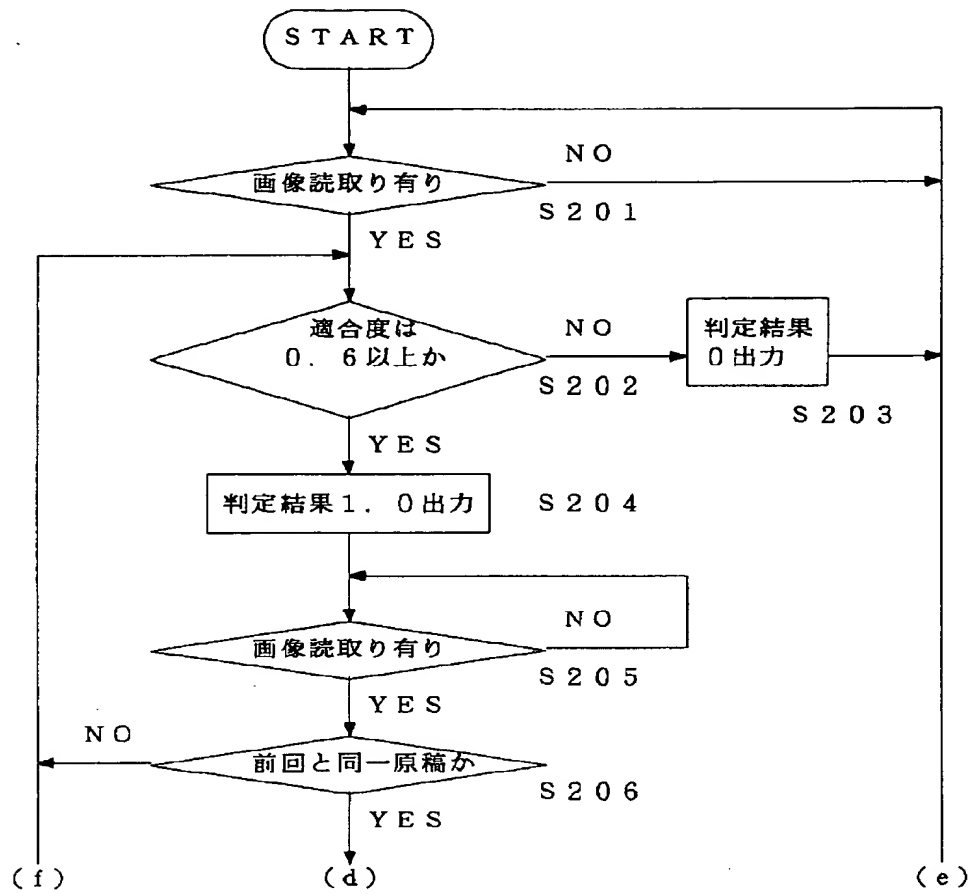 START
NO
画像読取り有り
S201
YES
適合度は
0.6以上か
NO
S202
判定結果
0出力
S203
YES
判定結果1.0出力
S204
NO
画像読取り有り
S205
YES
NO
前回と同一原稿か
S206
YES
(f)
(d)
(e)